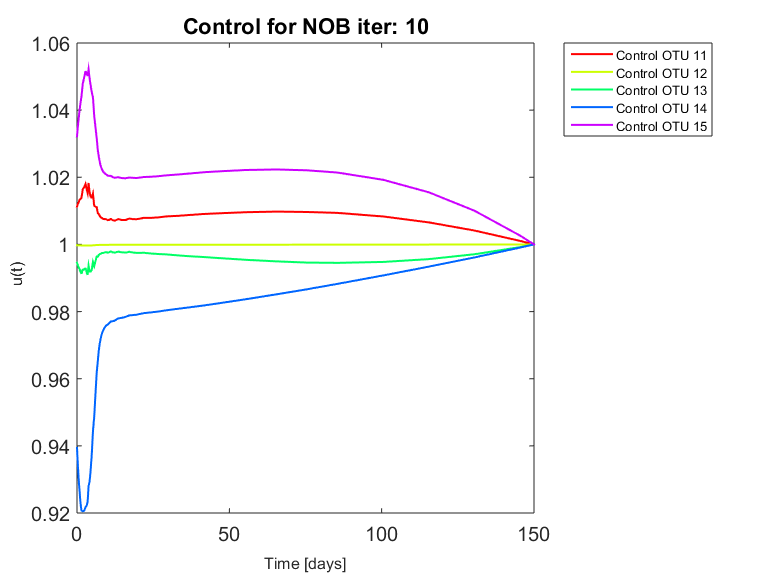 Control for NOB iter: 10
1.06
1.04
1.02
1
0.98
0.96
0.94
0.92
u(t)
0
50
100
150
Time [days]
Control OTU 11
Control OTU 12
Control OTU 13
Control OTU 14
Control OTU 15